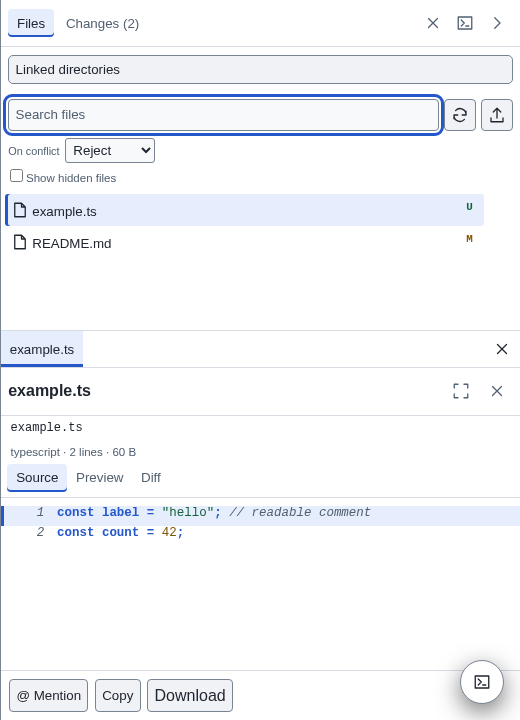 Files Changes (2)
Linked directories
Search files
On conflict Reject
Show hidden files
example.ts U
README.md M
example.ts
example.ts
example.ts
typescript · 2 lines · 60 B
Source Preview Diff
1 const label = "hello"; // readable comment
2 const count = 42;
@ Mention Copy Download